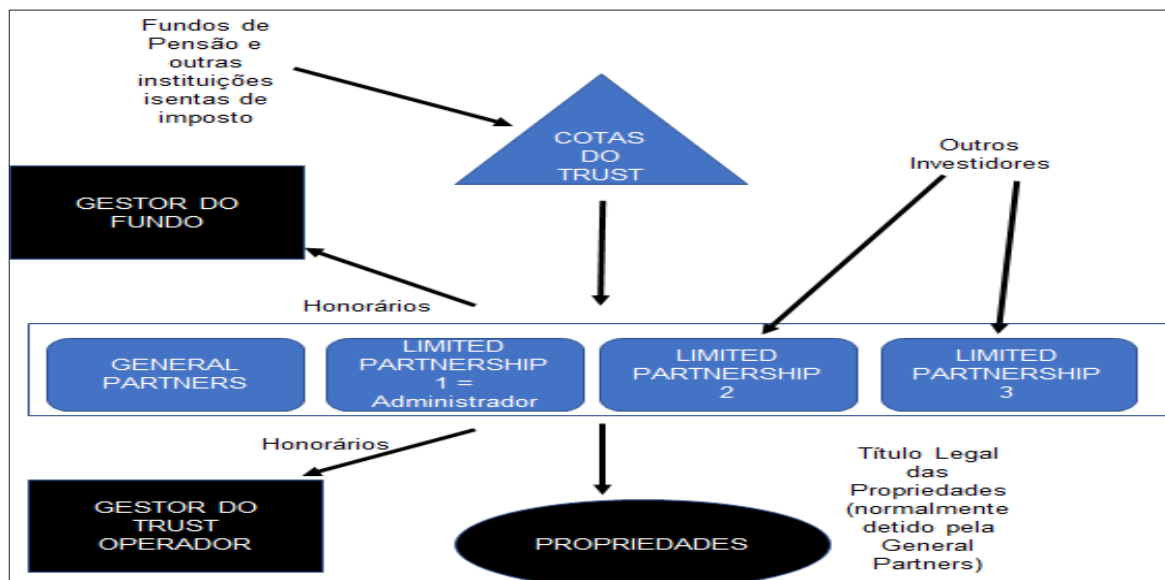 Fundos de
Pensão e
outras
instituições
isentas de
imposto
COTAS
DO
TRUST
Outros
Investidores
GESTOR DO
FUNDO
Honorários
GENERAL
PARTNERS
LIMITED
PARTNERSHIP
1 =
Administrador
LIMITED
PARTNERSHIP
2
LIMITED
PARTNERSHIP
3
Honorários
GESTOR DO
TRUST
OPERADOR
PROPRIEDADES
Título Legal
das
Propriedades
(normalmente
detido pela
General
Partners)